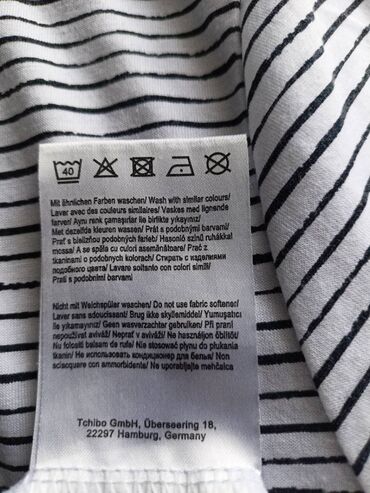 40
Mit ähnlichen Farben waschen/ Wash with similar colours/
Laver avec des couleurs similaires/ Vaskes med lignende
farver/ Aynı renk çamaşırlar ile birlikte yıkayınız/
Met dezelfde kleuren wassen/ Prát s podobnými barvami/
Prať s bielizňou podobných farieb/ Hasonló színű ruhákkal
mossa/ A se spăla cu culori asemănătoare/ Prać z
tkaninami o podobnych kolorach/ Стирать с изделиями
подобного цвета/ Lavare soltanto con colori simili/
Prati s podobnimi barvami
Nicht mit Weichspüler waschen/ Do not use fabric softener/
Laver sans adoucissant/ Brug ikke skyllemiddel/ Yumuşatıcı
ile yıkamayınız/ Geen wasverzachter gebruiken/ Při praní
nepoužívat aviváž/ Neprať v aviváži/ Ne használjon öblítőt/
Nu folositi balsam de rufe/ Nie stosować płynu do płukania
tkanin/ Не использовать кондиционер для белья/ Non
usare ammorbidente/ Ne uporabljajte mehčalca
Tchibo GmbH, Überseering 18,
22297 Hamburg, Germany